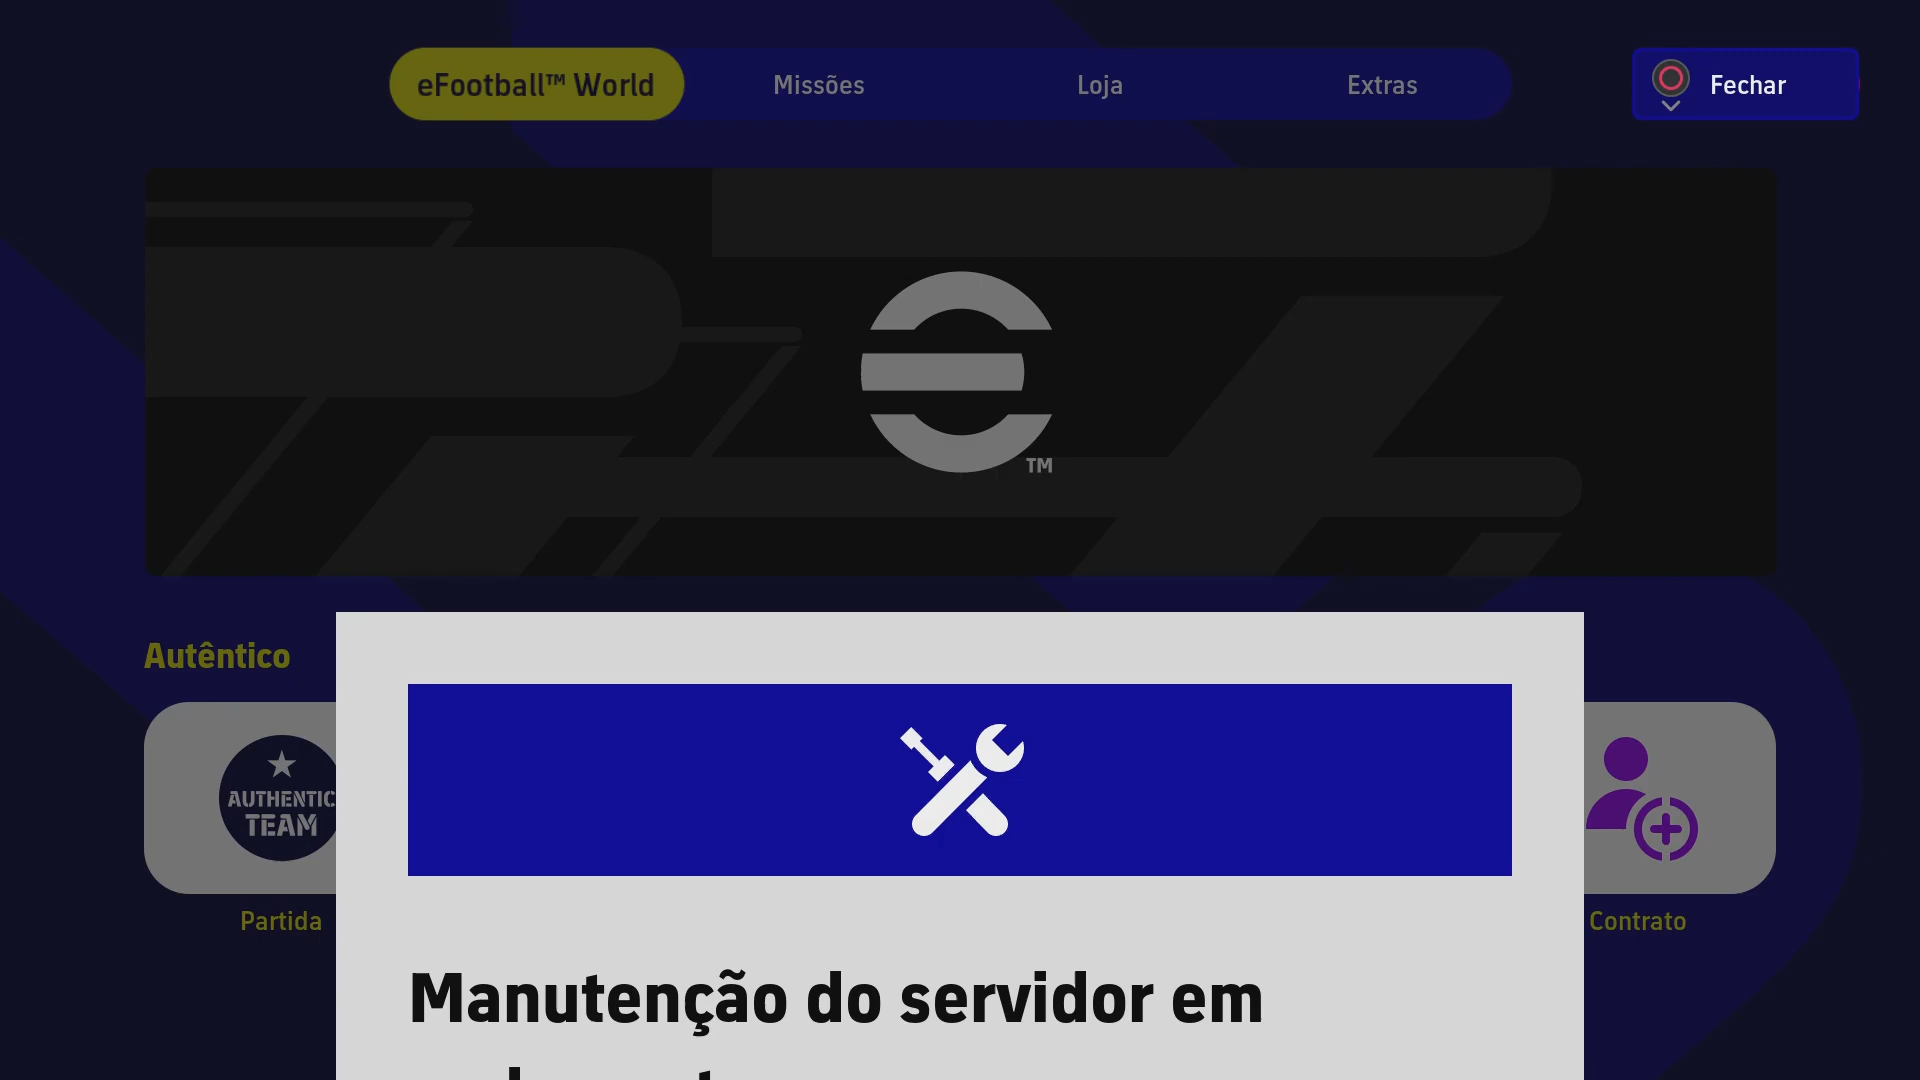 eFootball™ World
Missões
Loja
Extras
Fechar
TM
Autêntico
AUTHENTIC
TEAM
Partida
Contrato
Manutenção do servidor em